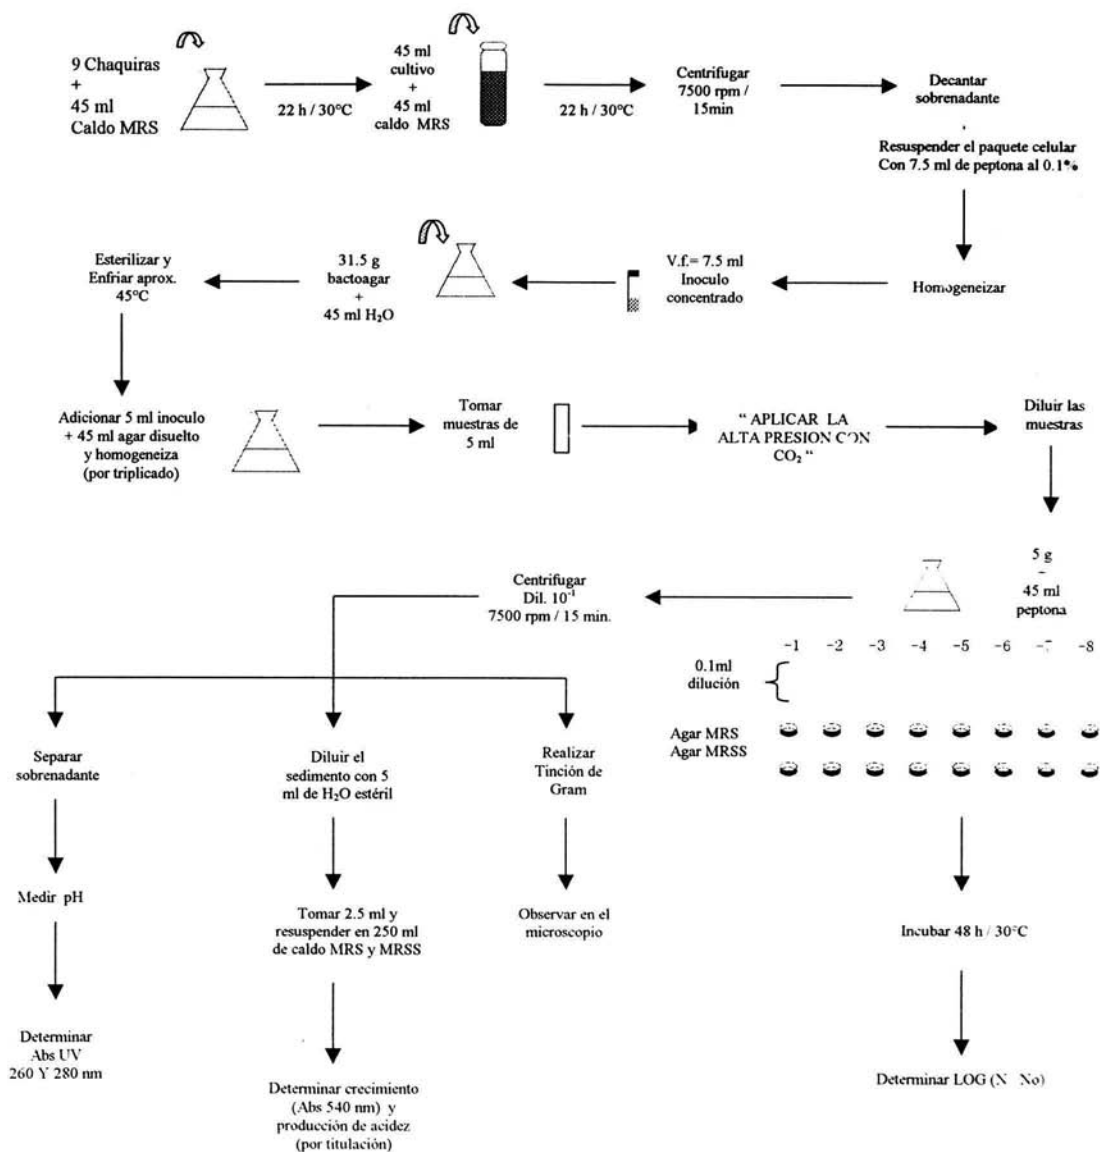 9 Chaquiras
+
45 ml
Caldo MRS
22 h / 30°C
45 ml
cultivo
+
45 ml
caldo MRS
22 h / 30°C
Centrifugar
7500 rpm /
15min
Decantar
sobrenadante
Resuspender el paquete celular
Con 7.5 ml de peptona al 0.1%
Homogeneizar
V.f.= 7.5 ml
Inoculo
concentrado
31.5 g
bactoagar
+
45 ml H₂O
Esterilizar y
Enfriar aprox.
45°C
Adicionar 5 ml inoculo
+ 45 ml agar disuelto
y homogeneiza
(por triplicado)
Tomar
muestras de
5 ml
“ APLICAR LA
ALTA PRESION CON
CO₂ “
Diluir las
muestras
5 g
45 ml
peptona
Centrifugar
Dil. 10⁻¹
7500 rpm / 15 min.
-1 -2 -3 -4 -5 -6 -7 -8
0.1ml
dilución
Agar MRS
Agar MRSS
Incubar 48 h / 30°C
Determinar LOG (N No)
Separar
sobrenadante
Medir pH
Determinar
Abs UV
260 Y 280 nm
Diluir el
sedimento con 5
ml de H₂O estéril
Tomar 2.5 ml y
resuspender en 250 ml
de caldo MRS y MRSS
Determinar crecimiento
(Abs 540 nm) y
producción de acidez
(por titulación)
Realizar
Tinción de
Gram
Observar en el
microscopio